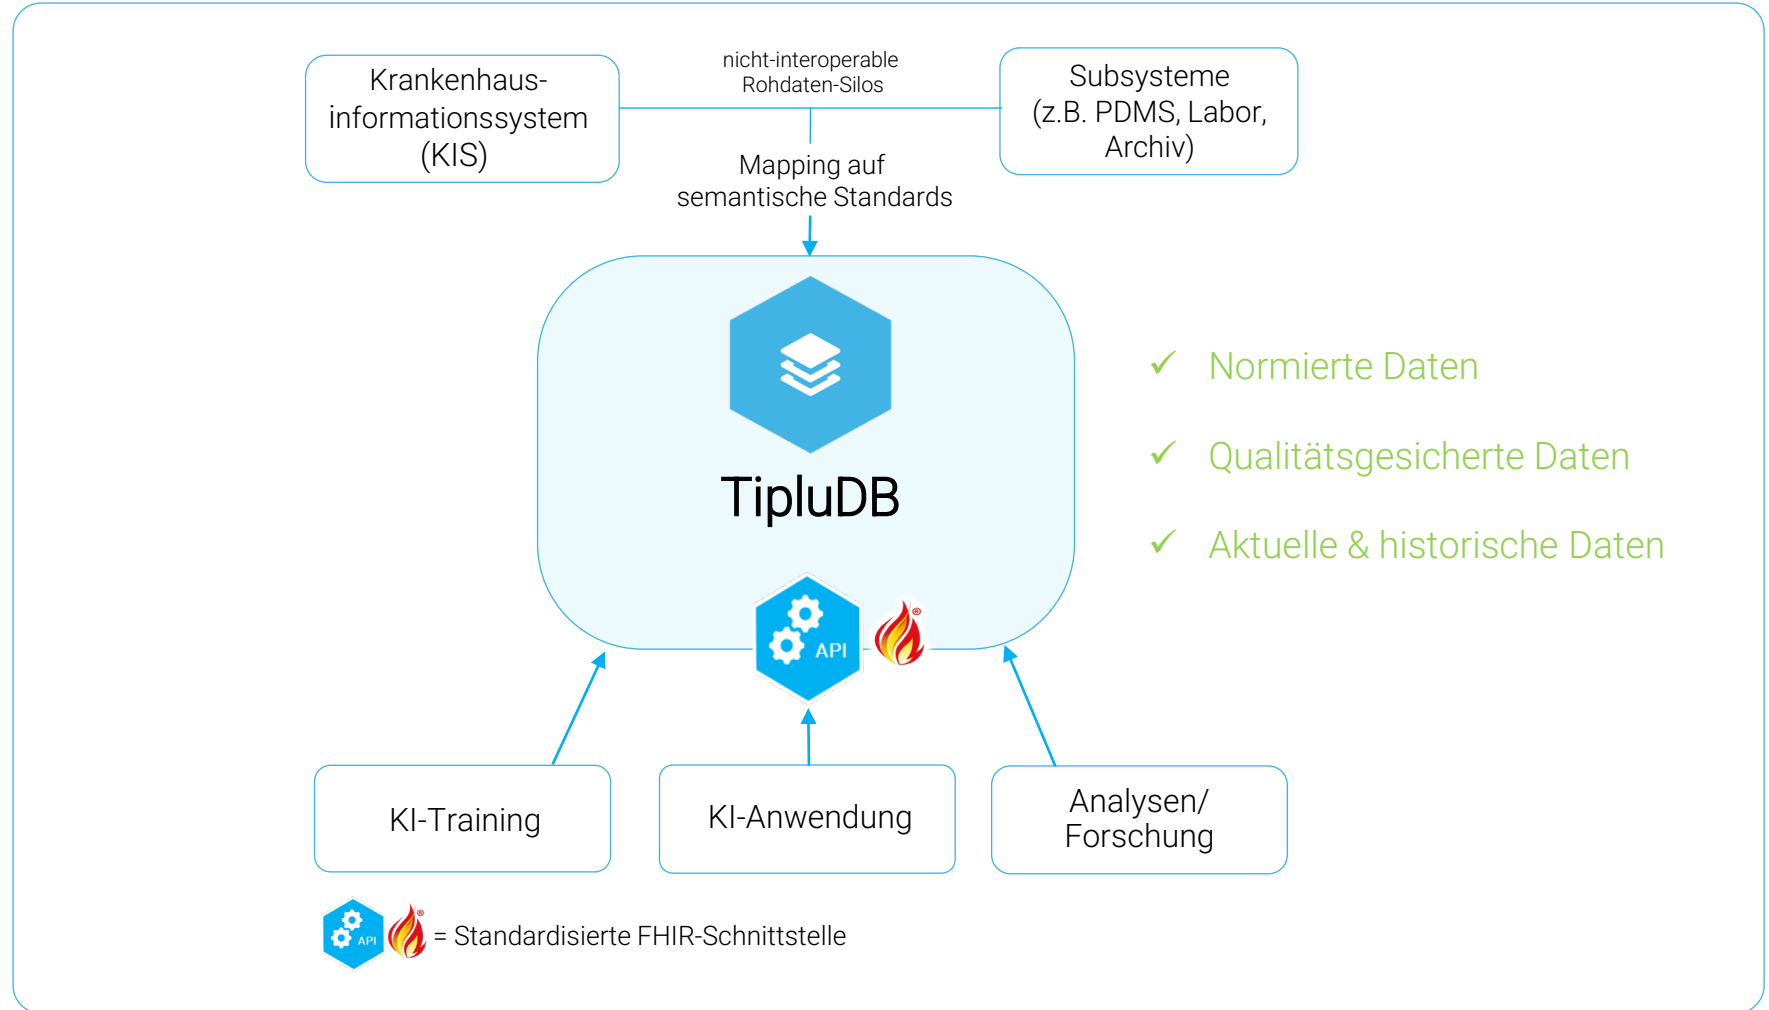 Krankenhaus-
informationssystem
(KIS)
nicht-interoperable
Rohdaten-Silos
Subsysteme
(z.B. PDMS, Labor,
Archiv)
Mapping auf
semantische Standards
TipluDB
✓ Normierte Daten
✓ Qualitätsgesicherte Daten
✓ Aktuelle & historische Daten
API
®
KI-Training
KI-Anwendung
Analysen/
Forschung
API
®
= Standardisierte FHIR-Schnittstelle